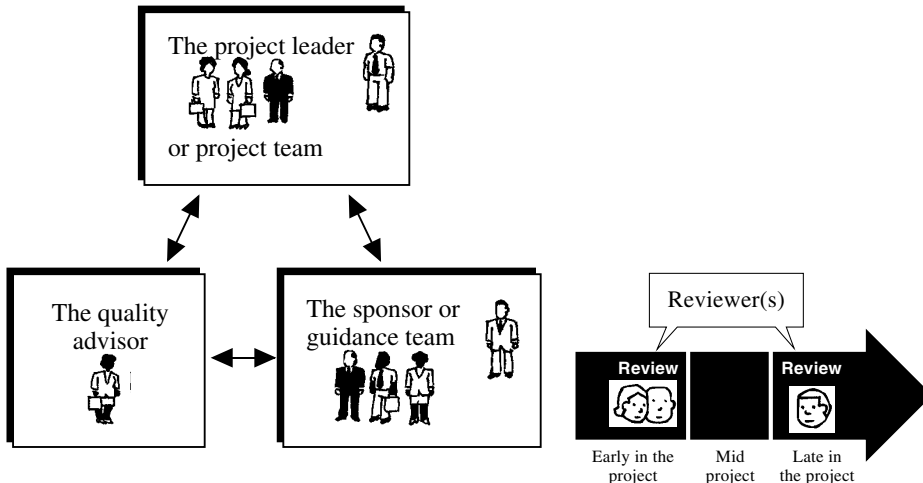 The project leader
or project team
The quality
advisor
The sponsor or
guidance team
Reviewer(s)
Review
Review
Early in the
project
Mid
project
Late in
the project